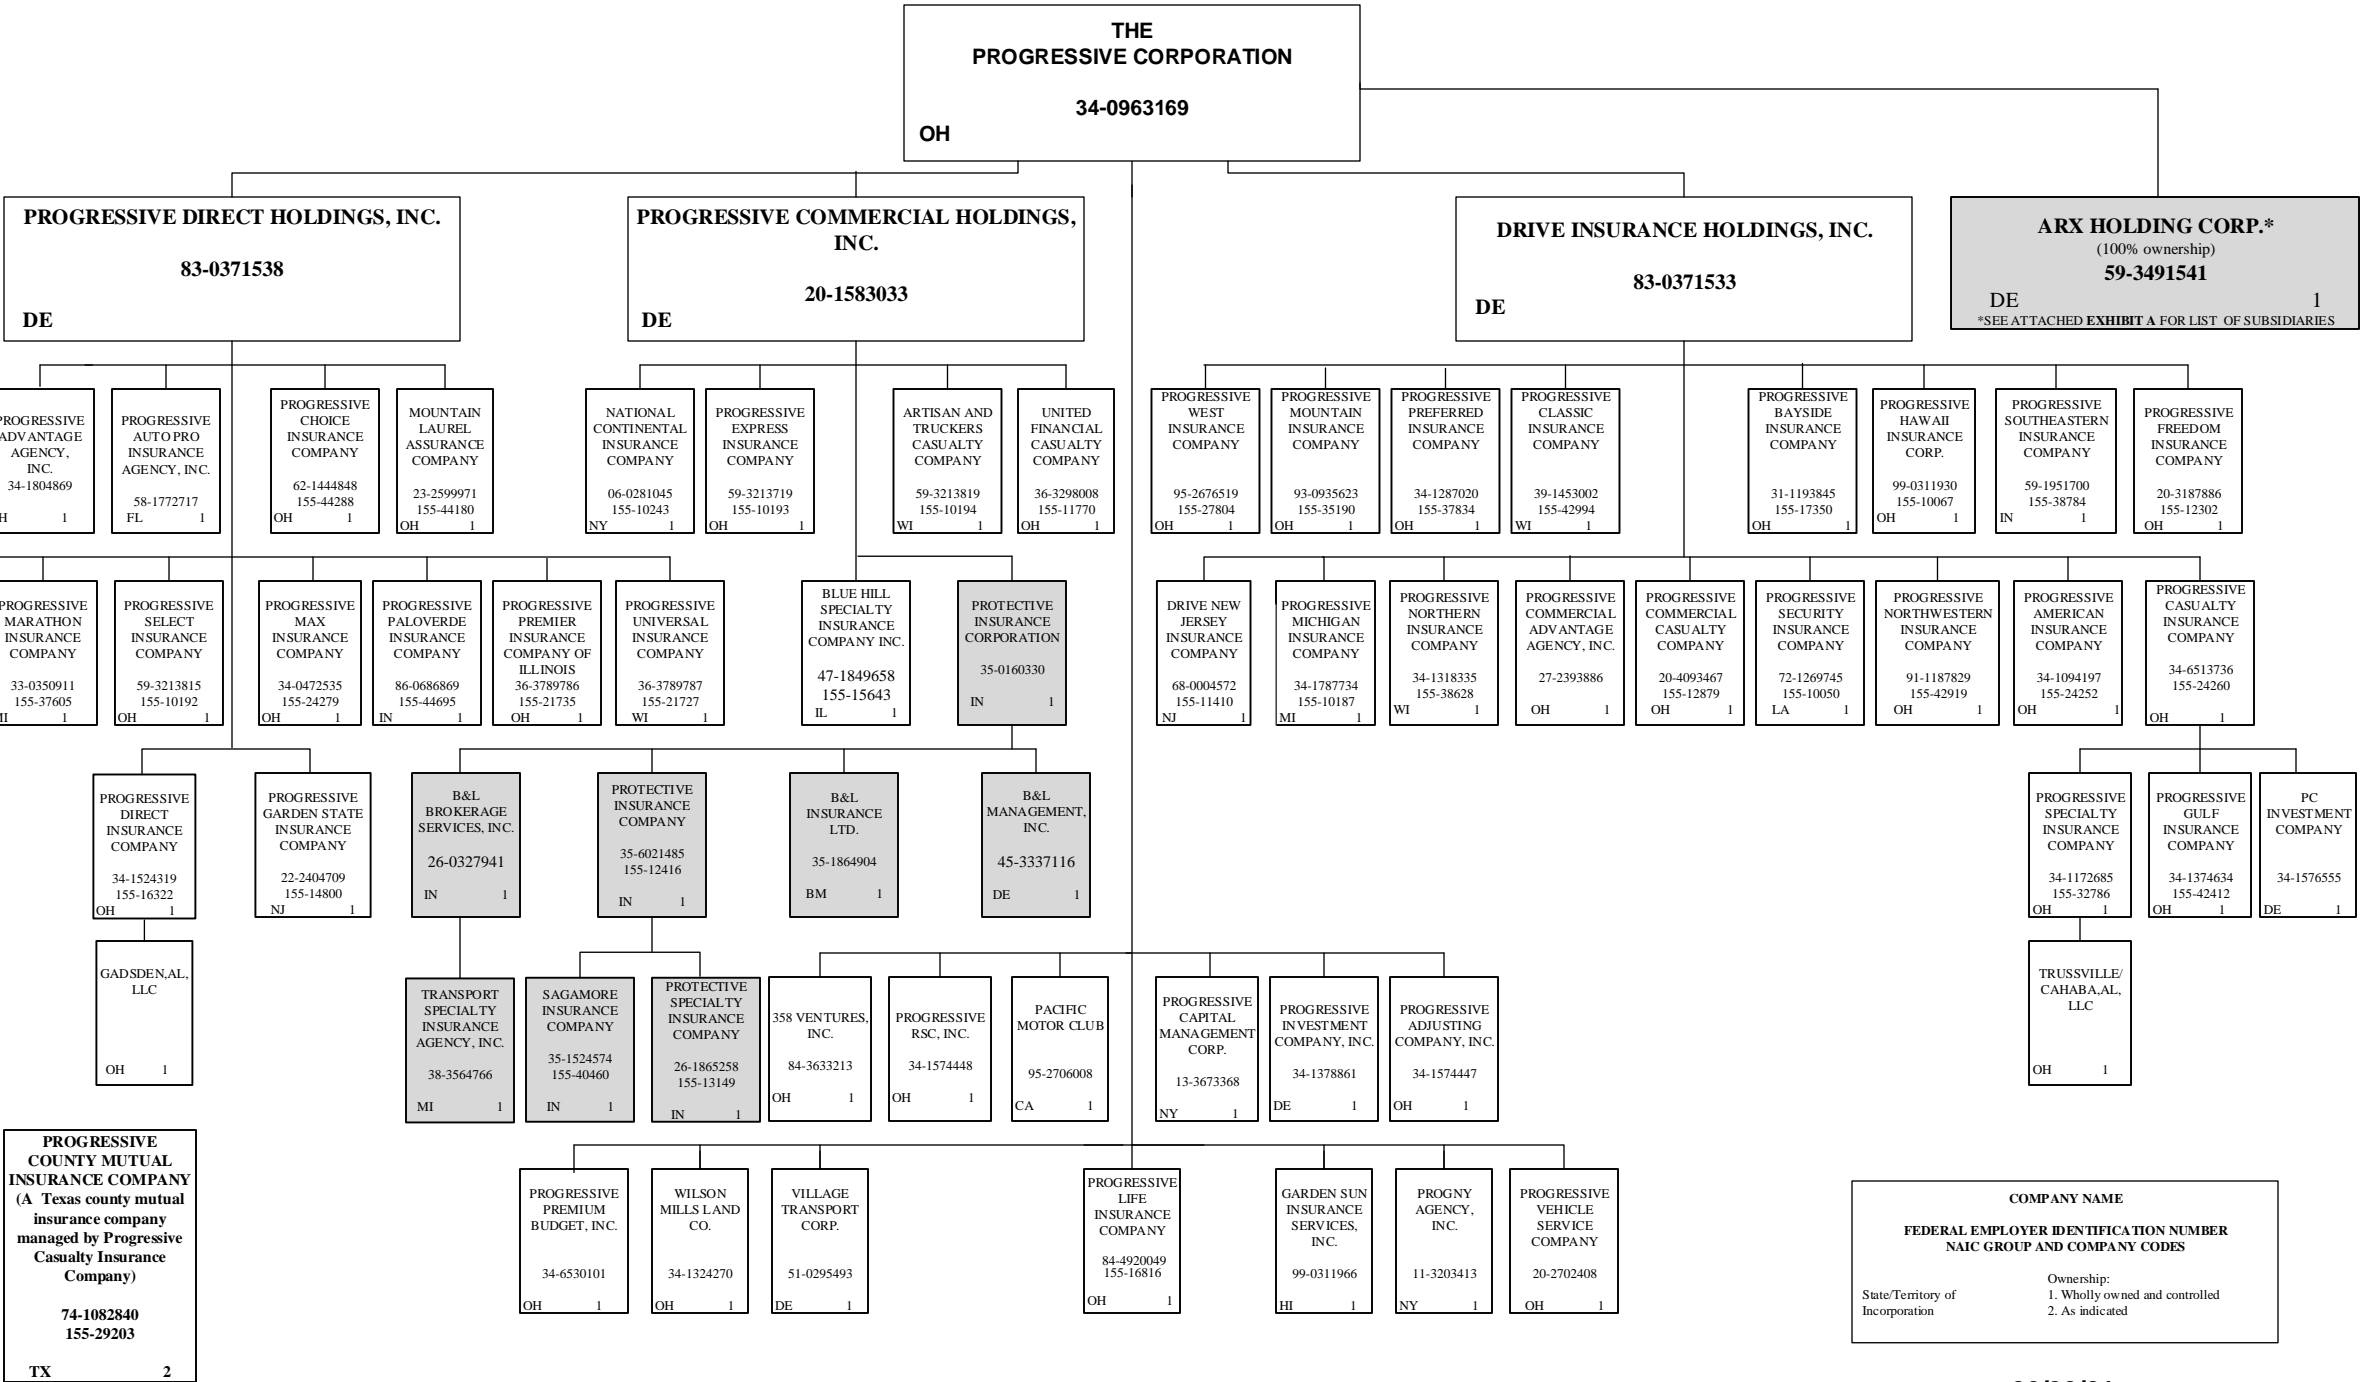 THE
PROGRESSIVE CORPORATION
34-0963169
OH
PROGRESSIVE DIRECT HOLDINGS, INC.
83-0371538
DE
PROGRESSIVE COMMERCIAL HOLDINGS,
INC.
20-1583033
DE
DRIVE INSURANCE HOLDINGS, INC.
83-0371533
DE
ARX HOLDING CORP.*
(100% ownership)
59-3491541
DE 1
*SEE ATTACHED EXHIBIT A FOR LIST OF SUBSIDIARIES
PROGRESSIVE
ADVANTAGE
AGENCY,
INC.
34-1804869
H 1
PROGRESSIVE
AUTO PRO
INSURANCE
AGENCY, INC.
58-1772717
FL 1
PROGRESSIVE
CHOICE
INSURANCE
COMPANY
62-1444848
155-44288
OH 1
MOUNTAIN
LAUREL
ASSURANCE
COMPANY
23-2599971
155-44180
OH 1
NATIONAL
CONTINENTAL
INSURANCE
COMPANY
06-0281045
155-10243
NY 1
PROGRESSIVE
EXPRESS
INSURANCE
COMPANY
59-3213719
155-10193
OH 1
ARTISAN AND
TRUCKERS
CASUALTY
COMPANY
59-3213819
155-10194
WI 1
UNITED
FINANCIAL
CASUALTY
COMPANY
36-3298008
155-11770
OH 1
PROGRESSIVE
WEST
INSURANCE
COMPANY
95-2676519
155-27804
OH 1
PROGRESSIVE
MOUNTAIN
INSURANCE
COMPANY
93-0935623
155-35190
OH 1
PROGRESSIVE
PREFERRED
INSURANCE
COMPANY
34-1287020
155-37834
OH 1
PROGRESSIVE
CLASSIC
INSURANCE
COMPANY
39-1453002
155-42994
WI 1
PROGRESSIVE
BAYSIDE
INSURANCE
COMPANY
31-1193845
155-17350
OH 1
PROGRESSIVE
HAWAII
INSURANCE
CORP.
99-0311930
155-10067
OH 1
PROGRESSIVE
SOUTHEASTERN
INSURANCE
COMPANY
59-1951700
155-38784
IN 1
PROGRESSIVE
FREEDOM
INSURANCE
COMPANY
20-3187886
155-12302
OH 1
PROGRESSIVE
MARATHON
INSURANCE
COMPANY
33-0350911
155-37605
MI 1
PROGRESSIVE
SELECT
INSURANCE
COMPANY
59-3213815
155-10192
OH 1
PROGRESSIVE
MAX
INSURANCE
COMPANY
34-0472535
155-24279
OH 1
PROGRESSIVE
PALOVERDE
INSURANCE
COMPANY
86-0686869
155-44695
IN 1
PROGRESSIVE
PREMIER
INSURANCE
COMPANY OF
ILLINOIS
36-3789786
155-21735
OH 1
PROGRESSIVE
UNIVERSAL
INSURANCE
COMPANY
36-3789787
155-21727
WI 1
BLUE HILL
SPECIALTY
INSURANCE
COMPANY INC.
47-1849658
155-15643
IL 1
PROTECTIVE
INSURANCE
CORPORATION
35-0160330
IN 1
DRIVE NEW
JERSEY
INSURANCE
COMPANY
68-0004572
155-11410
NJ 1
PROGRESSIVE
MICHIGAN
INSURANCE
COMPANY
34-1787734
155-10187
MI 1
PROGRESSIVE
NORTHERN
INSURANCE
COMPANY
34-1318335
155-38628
WI 1
PROGRESSIVE
COMMERCIAL
ADVANTAGE
AGENCY, INC.
27-2393886
OH 1
PROGRESSIVE
COMMERCIAL
CASUALTY
COMPANY
20-4093467
155-12879
OH 1
PROGRESSIVE
SECURITY
INSURANCE
COMPANY
72-1269745
155-10050
LA 1
PROGRESSIVE
NORTHWESTERN
INSURANCE
COMPANY
91-1187829
155-42919
OH 1
PROGRESSIVE
AMERICAN
INSURANCE
COMPANY
34-1094197
155-24252
OH 1
PROGRESSIVE
CASUALTY
INSURANCE
COMPANY
34-6513736
155-24260
OH 1
PROGRESSIVE
DIRECT
INSURANCE
COMPANY
34-1524319
155-16322
OH 1
PROGRESSIVE
GARDEN STATE
INSURANCE
COMPANY
22-2404709
155-14800
NJ 1
B&L
BROKERAGE
SERVICES, INC.
26-0327941
IN 1
PROTECTIVE
INSURANCE
COMPANY
35-6021485
155-12416
IN 1
B&L
INSURANCE
LTD.
35-1864904
BM 1
B&L
MANAGEMENT,
INC.
45-3337116
DE 1
PROGRESSIVE
SPECIALTY
INSURANCE
COMPANY
34-1172685
155-32786
OH 1
PROGRESSIVE
GULF
INSURANCE
COMPANY
34-1374634
155-42412
OH 1
PC
INVESTMENT
COMPANY
34-1576555
DE 1
GADSDEN,AL,
LLC
OH 1
TRANSPORT
SPECIALTY
INSURANCE
AGENCY, INC.
38-3564766
MI 1
SAGAMORE
INSURANCE
COMPANY
35-1524574
155-40460
IN 1
PROTECTIVE
SPECIALTY
INSURANCE
COMPANY
26-1865258
155-13149
IN 1
358 VENTURES,
INC.
84-3633213
OH 1
PROGRESSIVE
RSC, INC.
34-1574448
OH 1
PACIFIC
MOTOR CLUB
95-2706008
CA 1
PROGRESSIVE
CAPITAL
MANAGEMENT
CORP.
13-3673368
NY 1
PROGRESSIVE
INVESTMENT
COMPANY, INC.
34-1378861
DE 1
PROGRESSIVE
ADJUSTING
COMPANY, INC.
34-1574447
OH 1
TRUSSVILLE/
CAHABA,AL,
LLC
OH 1
PROGRESSIVE
COUNTY MUTUAL
INSURANCE COMPANY
(A Texas county mutual
insurance company
managed by Progressive
Casualty Insurance
Company)
74-1082840
155-29203
TX 2
PROGRESSIVE
PREMIUM
BUDGET, INC.
34-6530101
OH 1
WILSON
MILLS LAND
CO.
34-1324270
OH 1
VILLAGE
TRANSPORT
CORP.
51-0295493
DE 1
PROGRESSIVE
LIFE
INSURANCE
COMPANY
84-4920049
155-16816
OH 1
GARDEN SUN
INSURANCE
SERVICES,
INC.
99-0311966
HI 1
PROGNY
AGENCY,
INC.
11-3203413
NY 1
PROGRESSIVE
VEHICLE
SERVICE
COMPANY
20-2702408
OH 1
COMPANY NAME
FEDERAL EMPLOYER IDENTIFICATION NUMBER
NAIC GROUP AND COMPANY CODES
State/Territory of
Incorporation
Ownership:
1. Wholly owned and controlled
2. As indicated